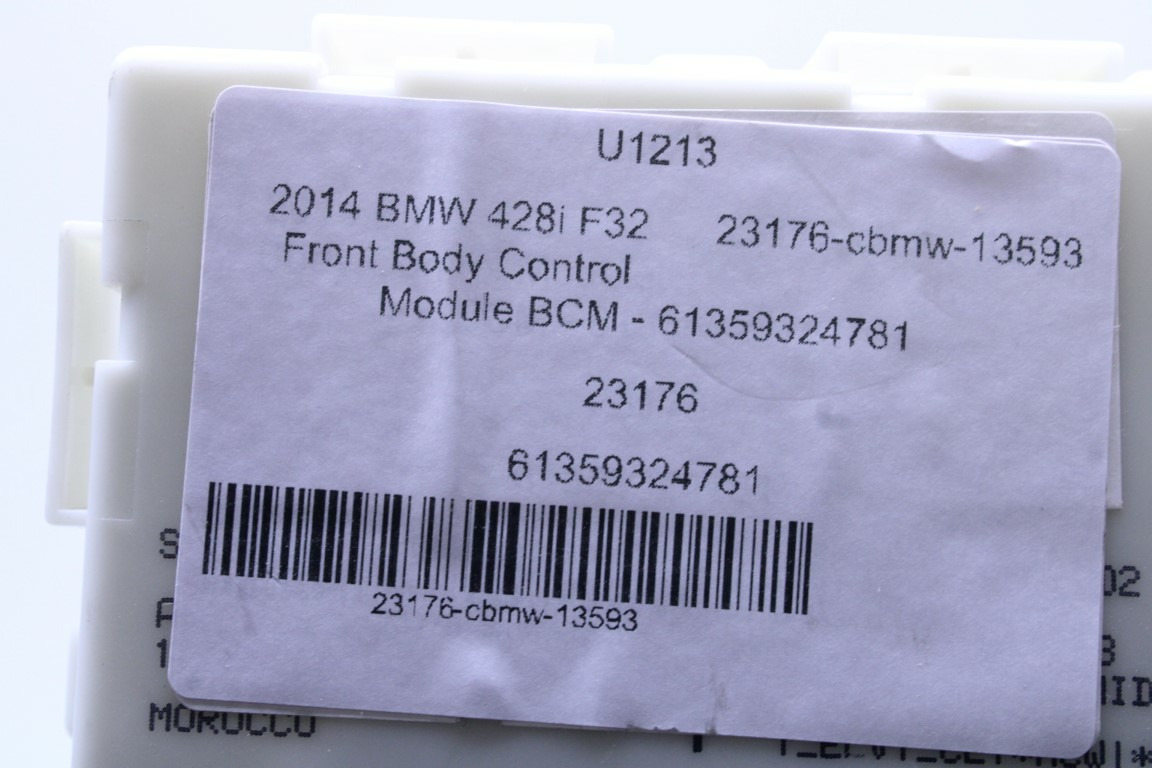 U1213
2014 BMW 428i F32 23176-cbmw-13593
Front Body Control
Module BCM - 61359324781
23176
61359324781
23176-cbmw-13593
MOROCCO